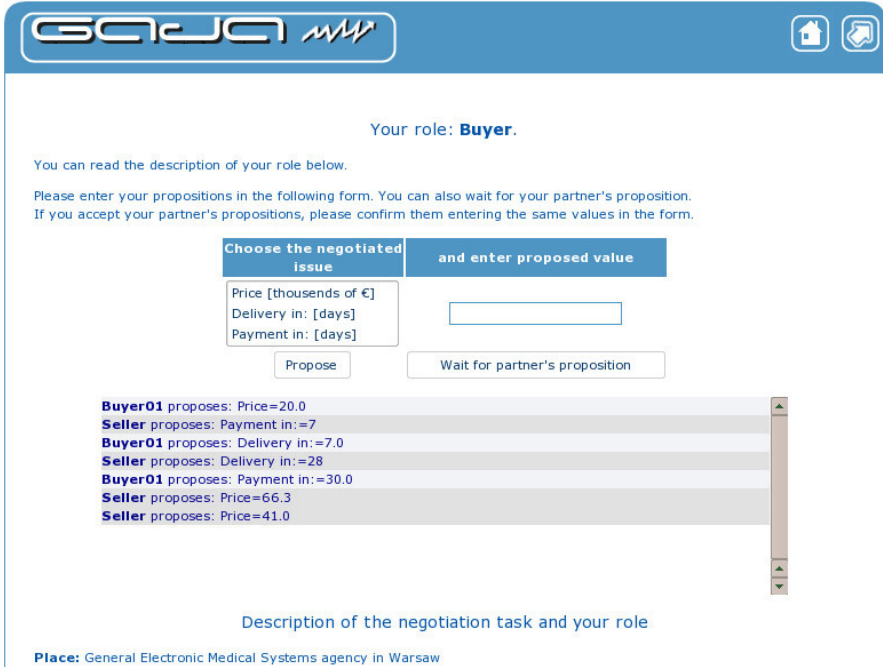 GAJA
Your role: Buyer.
You can read the description of your role below.
Please enter your propositions in the following form. You can also wait for your partner's proposition.
If you accept your partner's propositions, please confirm them entering the same values in the form.
Choose the negotiated
issue
and enter proposed value
Price [thousands of €]
Delivery in: [days]
Payment in: [days]
Propose
Wait for partner's proposition
Buyer01 proposes: Price=20.0
Seller proposes: Payment in:=7
Buyer01 proposes: Delivery in:=7.0
Seller proposes: Delivery in:=28
Buyer01 proposes: Payment in:=30.0
Seller proposes: Price=66.3
Seller proposes: Price=41.0
Description of the negotiation task and your role
Place: General Electronic Medical Systems agency in Warsaw